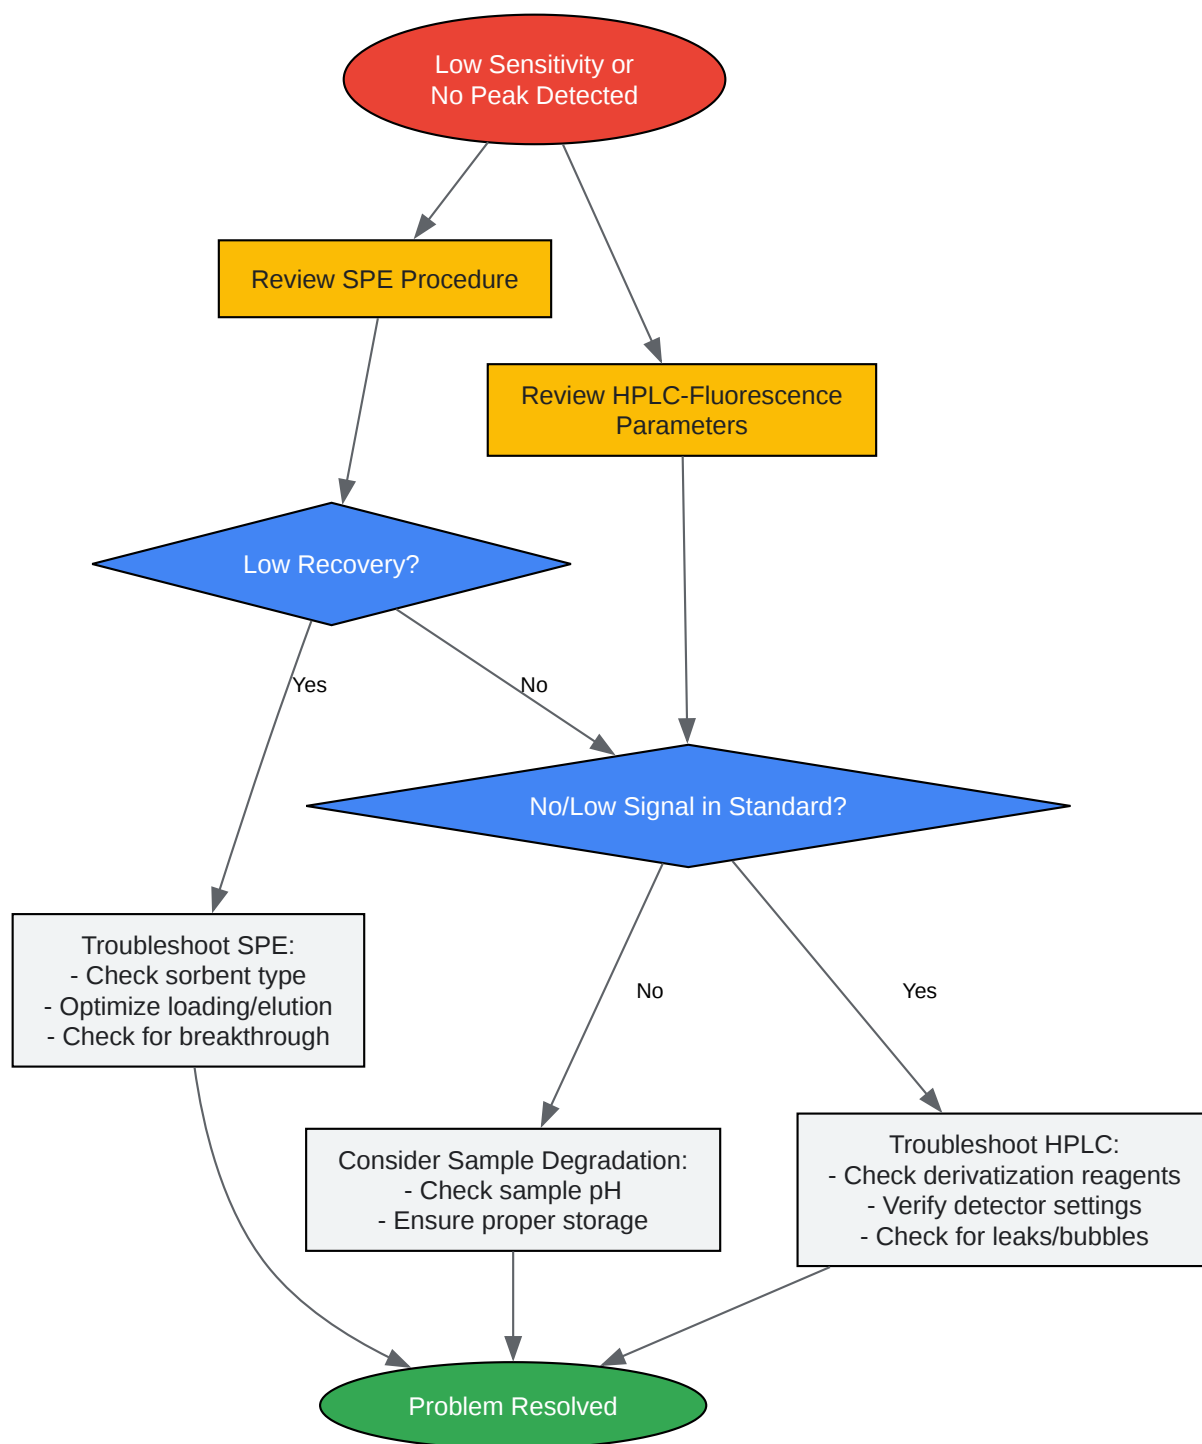 Low Sensitivity or
No Peak Detected
Review SPE Procedure
Review HPLC-Fluorescence
Parameters
Low Recovery?
Yes
No
No/Low Signal in Standard?
Troubleshoot SPE:
- Check sorbent type
- Optimize loading/elution
- Check for breakthrough
No
Yes
Consider Sample Degradation:
- Check sample pH
- Ensure proper storage
Troubleshoot HPLC:
- Check derivatization reagents
- Verify detector settings
- Check for leaks/bubbles
Problem Resolved